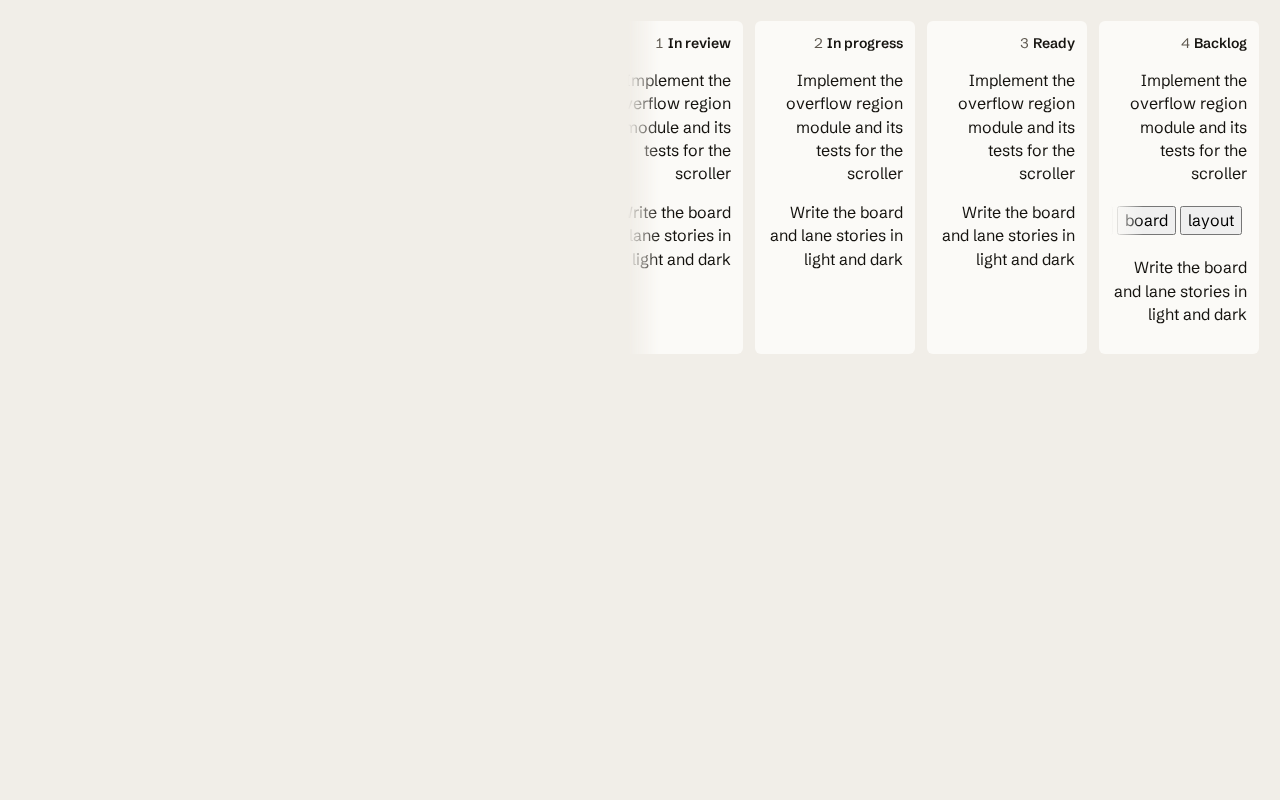 1 In review
the
region
and its
tests for the
scroller
the board
lane stories in
light and dark
2 In progress
Implement the
overflow region
module and its
tests for the
scroller
Write the board
and lane stories in
light and dark
3 Ready
Implement the
overflow region
module and its
tests for the
scroller
Write the board
and lane stories in
light and dark
4 Backlog
Implement the
overflow region
module and its
tests for the
scroller
board layout
Write the board
and lane stories in
light and dark